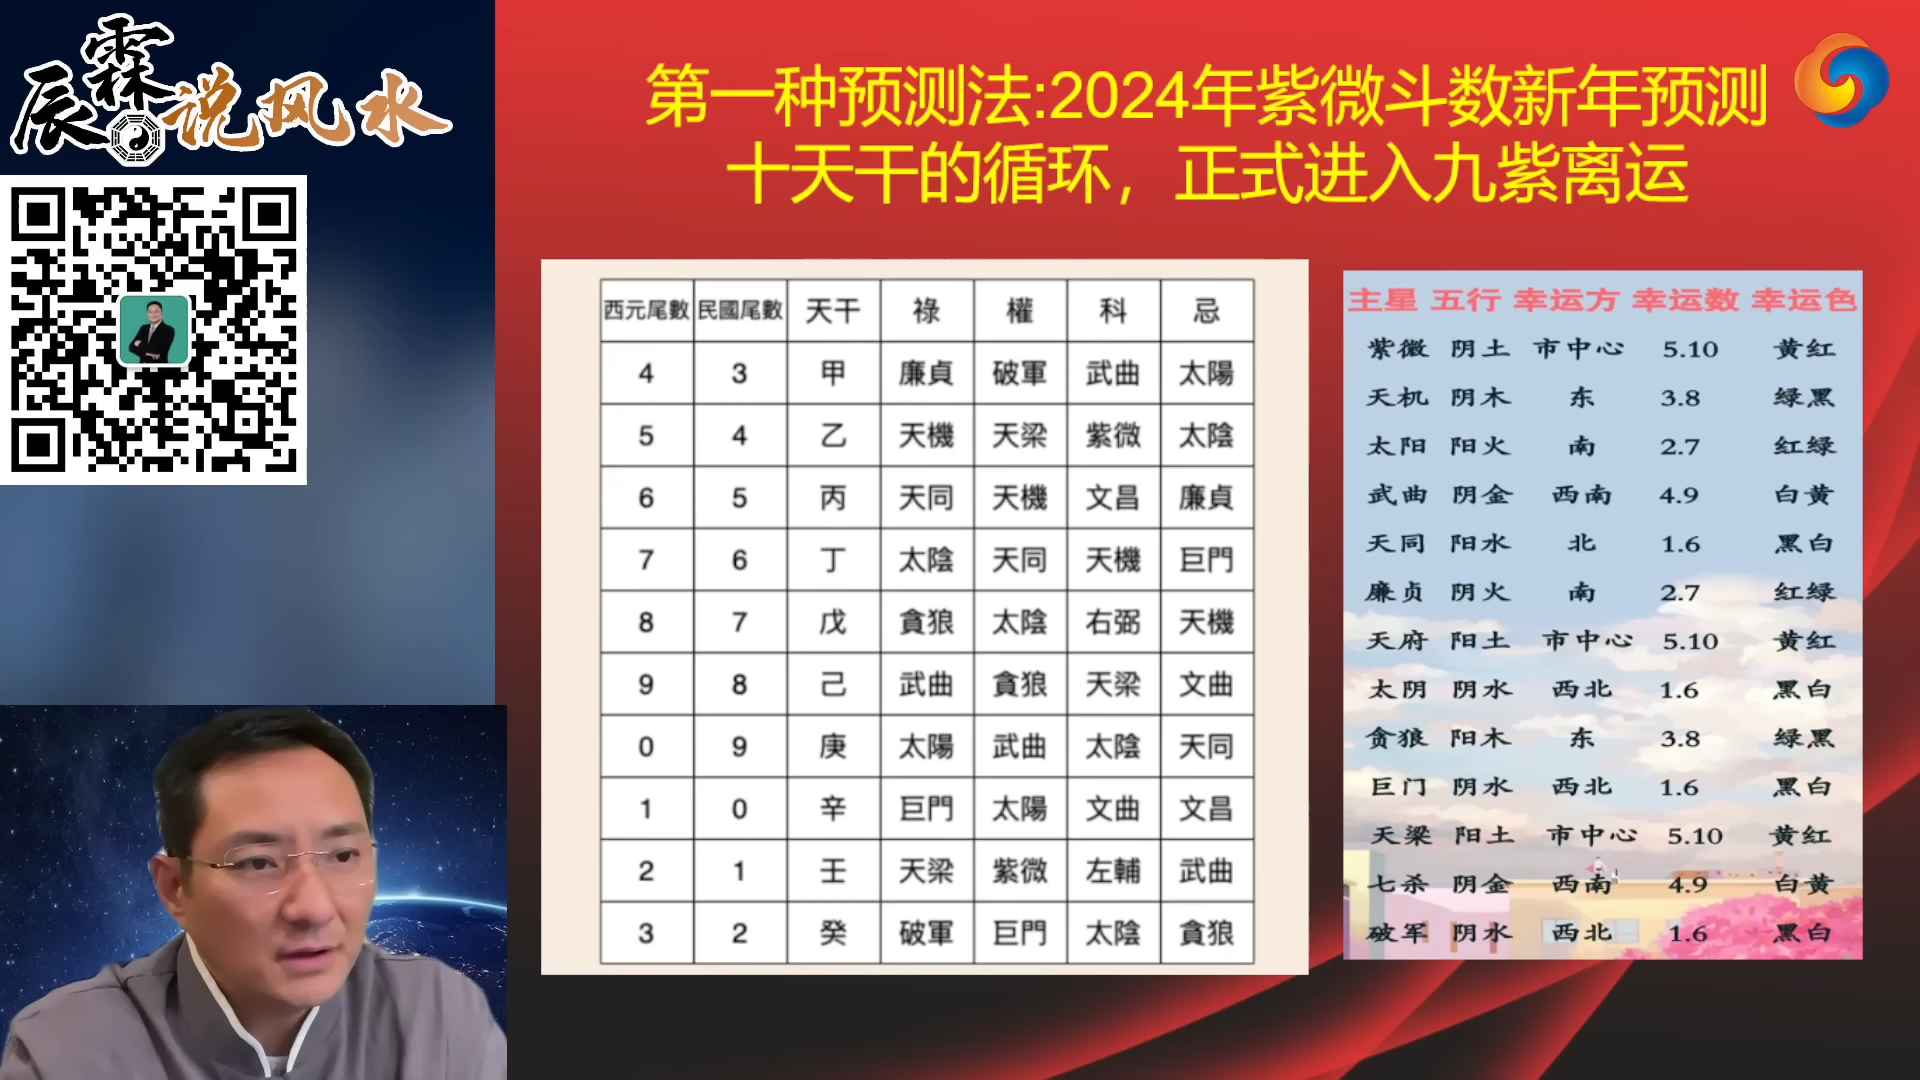 辰霖说风水
第一种预测法:2024年紫微斗数新年预测
十天干的循环，正式进入九紫离运
西元尾數 民國尾數 天干 祿 權 科 忌
4 3 甲 廉貞 破軍 武曲 太陽
5 4 乙 天機 天梁 紫微 太陰
6 5 丙 天同 天機 文昌 廉貞
7 6 丁 太陰 天同 天機 巨門
8 7 戊 貪狼 太陰 右弼 天機
9 8 己 武曲 貪狼 天梁 文曲
0 9 庚 太陽 武曲 太陰 天同
1 0 辛 巨門 太陽 文曲 文昌
2 1 壬 天梁 紫微 左輔 武曲
3 2 癸 破軍 巨門 太陰 貪狼
主星 五行 幸运方 幸运数 幸运色
紫微 阴土 市中心 5.10 黄红
天机 阴木 东 3.8 绿黑
太阳 阳火 南 2.7 红绿
武曲 阴金 西南 4.9 白黄
天同 阳水 北 1.6 黑白
廉贞 阴火 南 2.7 红绿
天府 阳土 市中心 5.10 黄红
太阴 阴水 西北 1.6 黑白
贪狼 阳木 东 3.8 绿黑
巨门 阴水 西北 1.6 黑白
天梁 阳土 市中心 5.10 黄红
七杀 阴金 西南 4.9 白黄
破军 阴水 西北 1.6 黑白